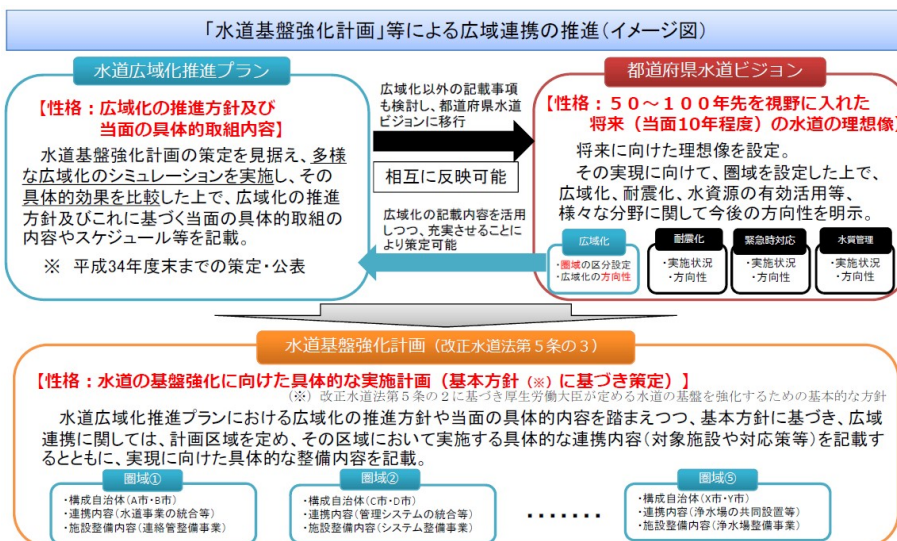 「水道基盤強化計画」等による広域連携の推進（イメージ図）
水道広域化推進プラン
【性格：広域化の推進方針及び
当面の具体的取組内容】
水道基盤強化計画の策定を見据え、多様
な広域化のシミュレーションを実施し、その
具体的効果を比較した上で、広域化の推進
方針及びこれに基づく当面の具体的取組の
内容やスケジュール等を記載。
※ 平成34年度末までの策定・公表
広域化以外の記載事項
も検討し、都道府県水道
ビジョンに移行
相互に反映可能
広域化の記載内容を活用
しつつ、充実させることに
より策定可能
都道府県水道ビジョン
【性格：５０～１００年先を視野に入れた
将来（当面10年程度）の水道の理想像】
将来に向けた理想像を設定。
その実現に向けて、圏域を設定した上で、
広域化、耐震化、水資源の有効活用等、
様々な分野に関して今後の方向性を明示。
広域化
・圏域の区分設定
・広域化の方向性
耐震化
・実施状況
・方向性
緊急時対応
・実施状況
・方向性
水質管理
・実施状況
・方向性
水道基盤強化計画（改正水道法第５条の３）
【性格：水道の基盤強化に向けた具体的な実施計画（基本方針（※）に基づき策定）】
（※）改正水道法第５条の２に基づき厚生労働大臣が定める水道の基盤を強化するための基本的な方針
水道広域化推進プランにおける広域化の推進方針や当面の具体的内容を踏まえつつ、基本方針に基づき、広域
連携に関しては、計画区域を定め、その区域において実施する具体的な連携内容（対象施設や対応策等）を記載す
るとともに、実現に向けた具体的な整備内容を記載。
圏域①
・構成自治体（A市・B市）
・連携内容（水道事業の統合等）
・施設整備内容（連絡管整備事業）
圏域②
・構成自治体（C市・D市）
・連携内容（管理システムの統合等）
・施設整備内容（システム整備事業）
･･･････
圏域Ⓢ
・構成自治体（X市・Y市）
・連携内容（浄水場の共同設置等）
・施設整備内容（浄水場整備事業）